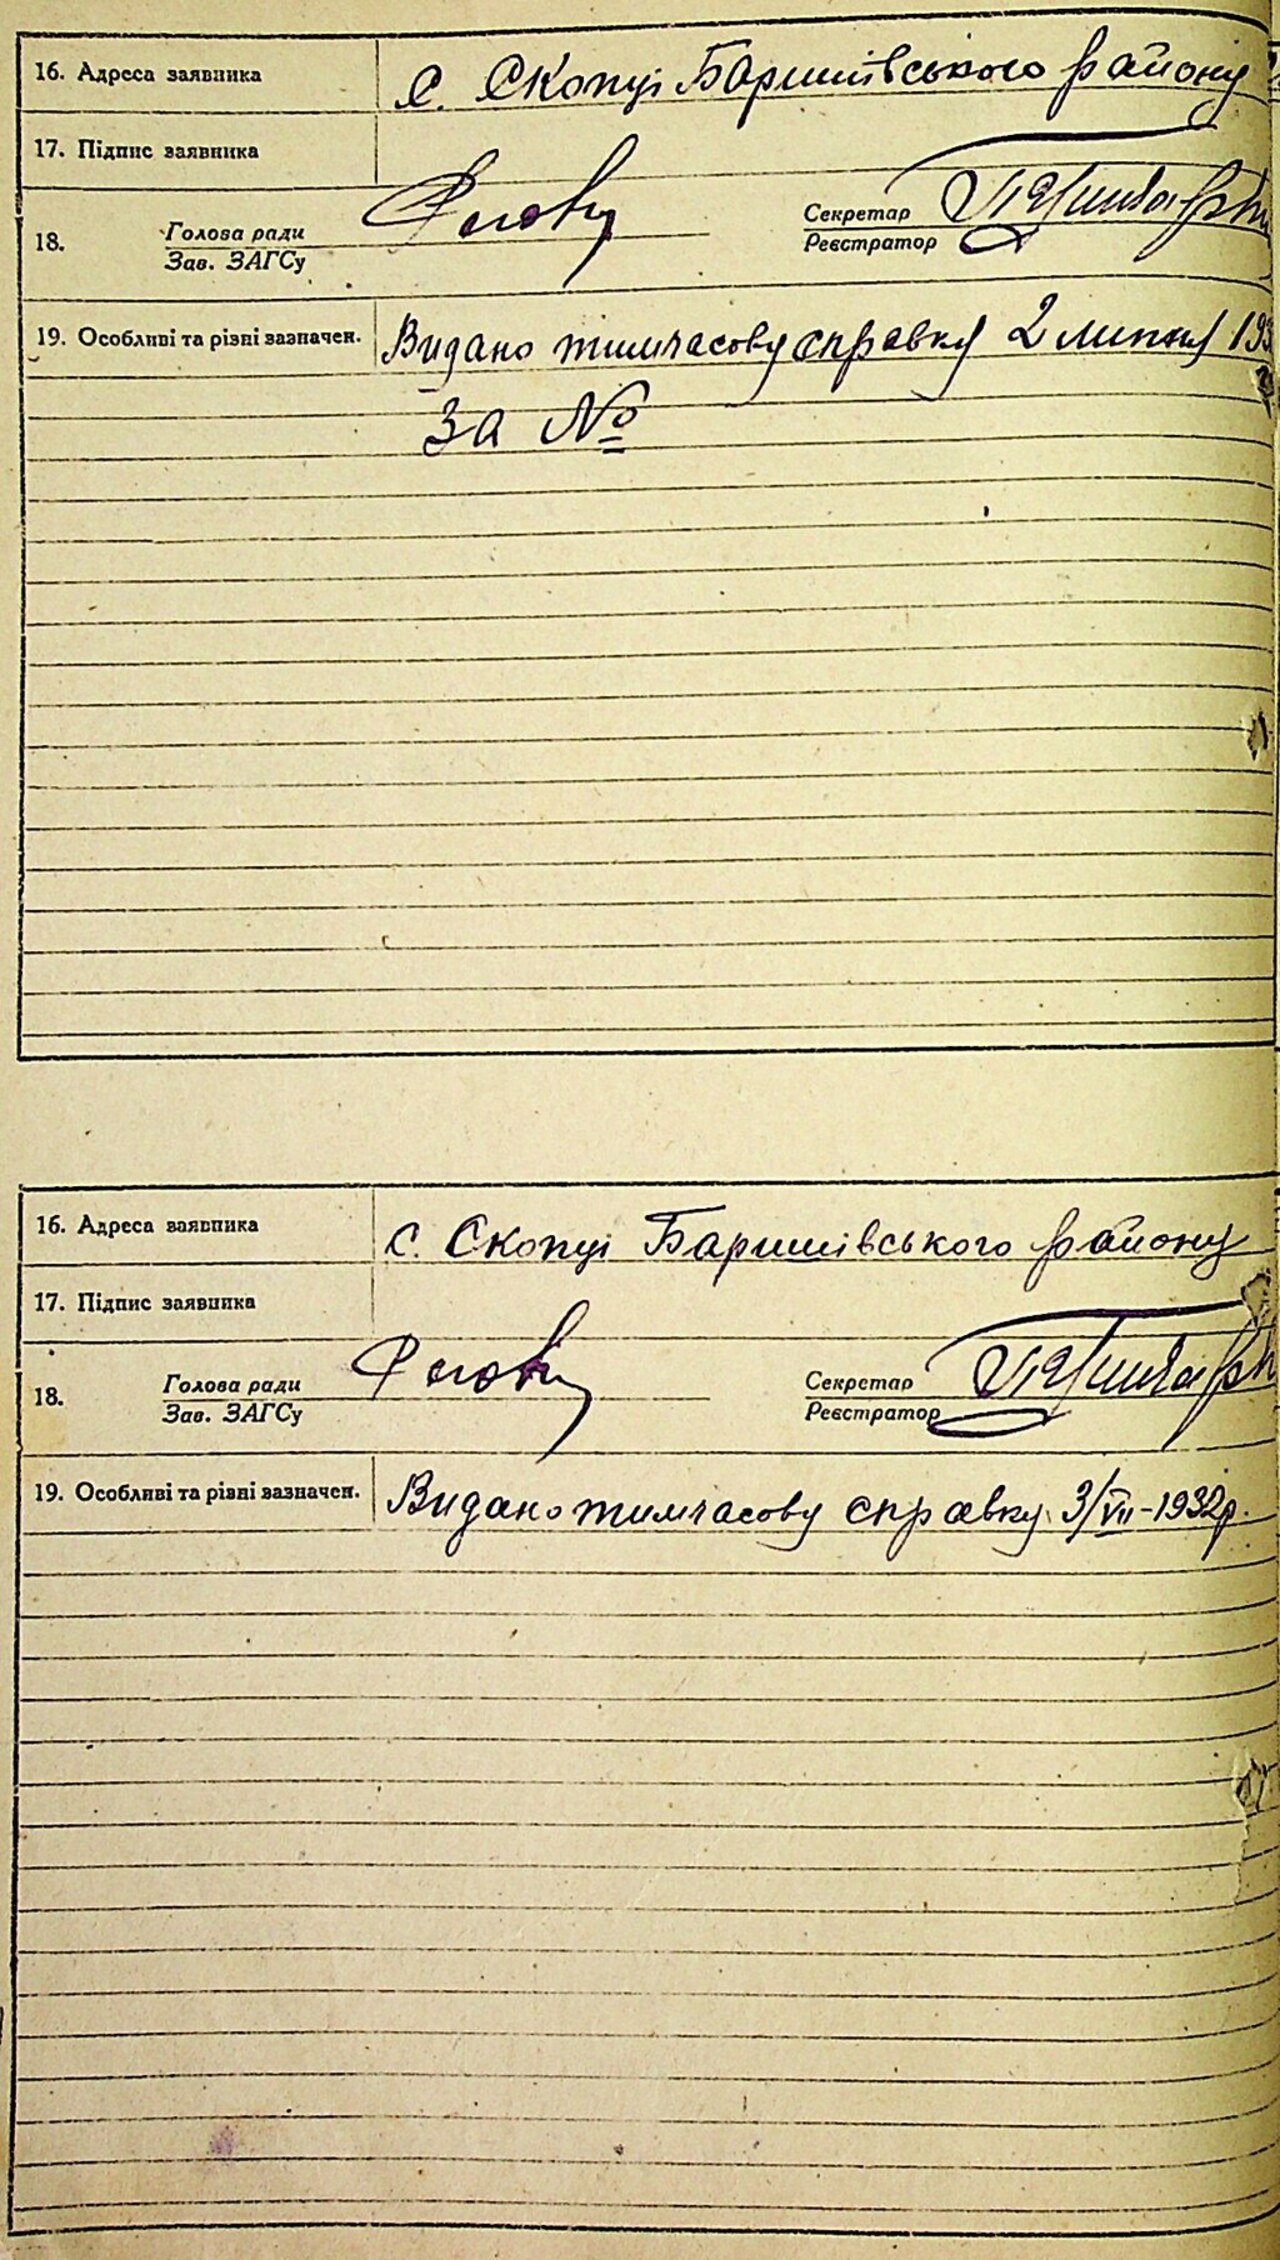 16. Адреса заявника с. Скопці Баришівського району
17. Підпис заявника
18. Голова ради Секретар
Зав. ЗАГСу Реєстратор
19. Особливі та різні зазначен. Видано тимчасову справку 2 липня 193
За №
16. Адреса заявника с. Скопці Баришівського району
17. Підпис заявника
18. Голова ради Секретар
Зав. ЗАГСу Реєстратор
19. Особливі та різні зазначен. Видано тимчасову справку 3/VII-1932р.